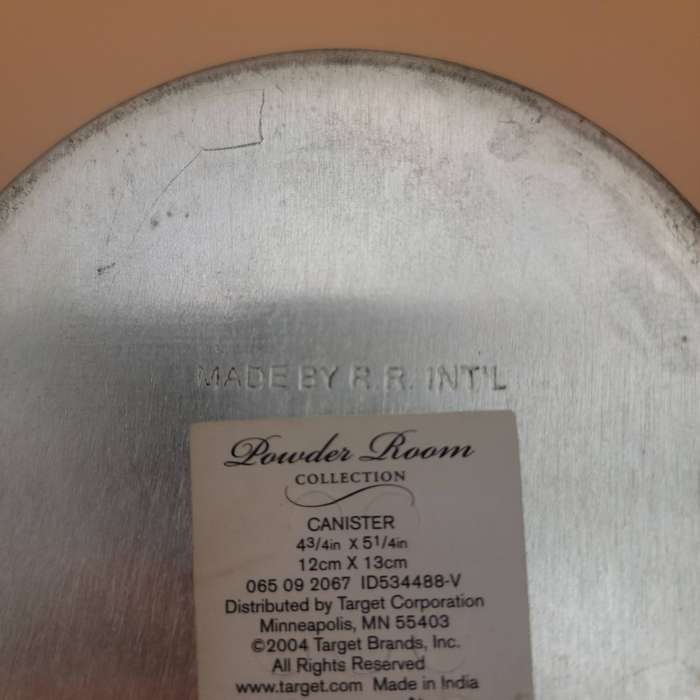 MADE BY R.R. INT'L
Powder Room
COLLECTION
CANISTER
4 3/4in X 5 1/4in
12cm X 13cm
065 09 2067 ID534488-V
Distributed by Target Corporation
Minneapolis, MN 55403
©2004 Target Brands, Inc.
All Rights Reserved
www.target.com Made in India